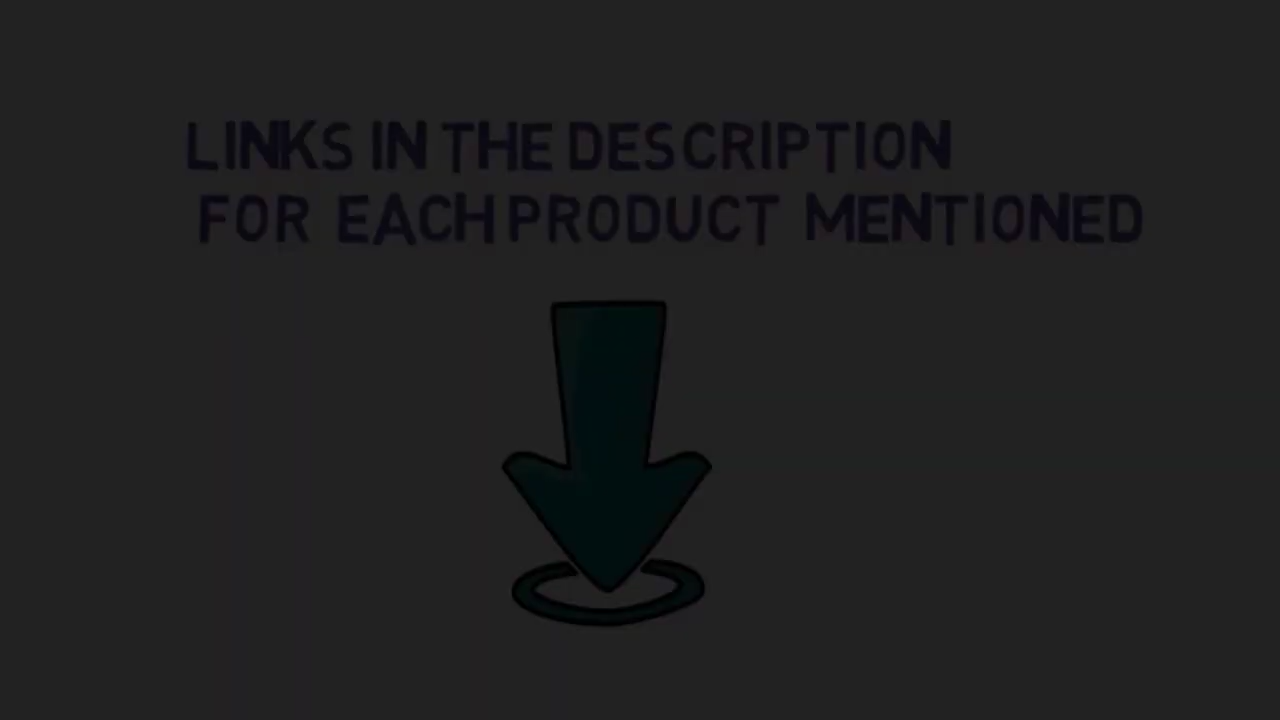 LINKS IN THE DESCRIPTION
FOR EACH PRODUCT MENTIONED